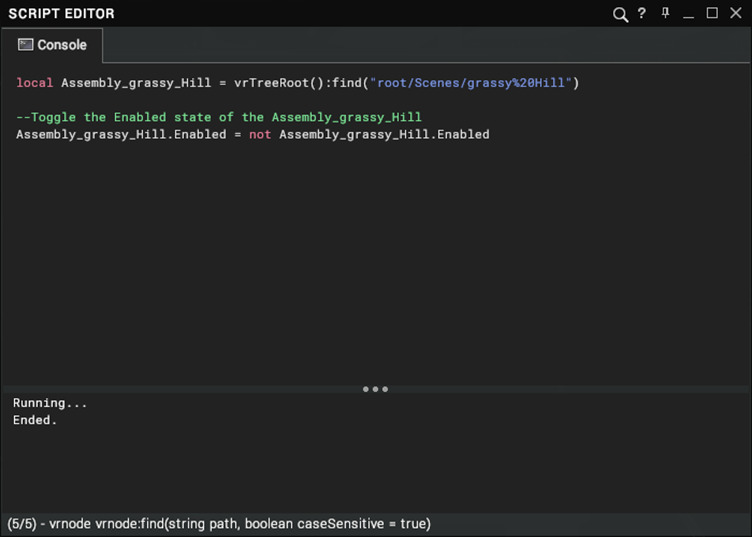 SCRIPT EDITOR
Console
local Assembly_grassy_Hill = vrTreeRoot():find("root/Scenes/grassy%20Hill")
--Toggle the Enabled state of the Assembly_grassy_Hill
Assembly_grassy_Hill.Enabled = not Assembly_grassy_Hill.Enabled
Running...
Ended.
(5/5) - vrnode vrnode:find(string path, boolean caseSensitive = true)